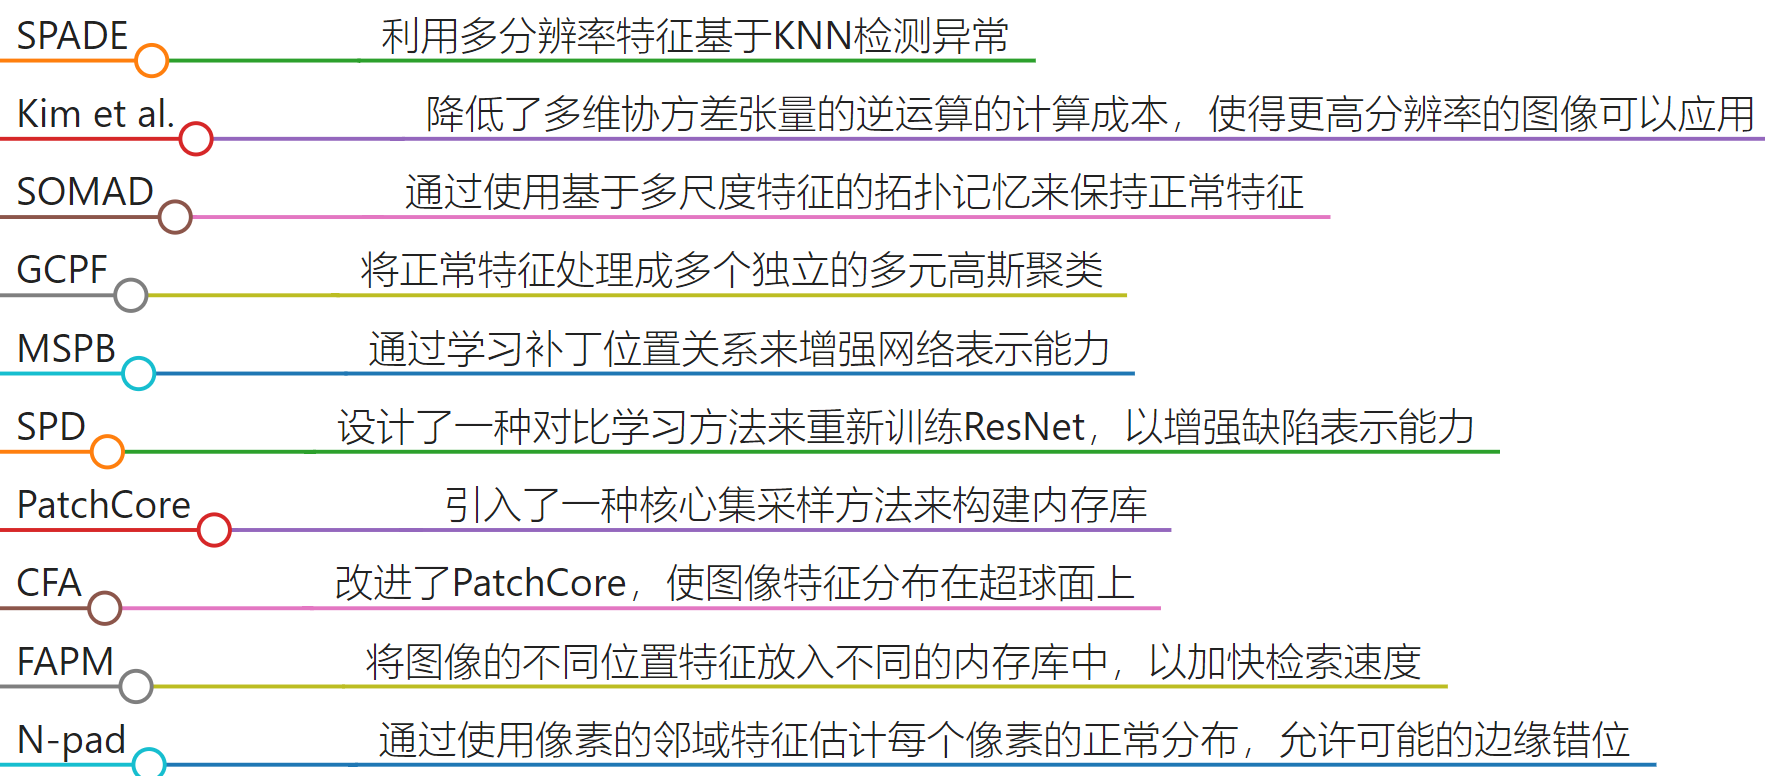 SPADE 利用多分辨率特征基于KNN检测异常
Kim et al. 降低了多维协方差张量的逆运算的计算成本，使得更高分辨率的图像可以应用
SOMAD 通过使用基于多尺度特征的拓扑记忆来保持正常特征
GCPF 将正常特征处理成多个独立的多元高斯聚类
MSPB 通过学习补丁位置关系来增强网络表示能力
SPD 设计了一种对比学习方法来重新训练ResNet，以增强缺陷表示能力
PatchCore 引入了一种核心集采样方法来构建内存库
CFA 改进了PatchCore，使图像特征分布在超球面上
FAPM 将图像的不同位置特征放入不同的内存库中，以加快检索速度
N-pad 通过使用像素的邻域特征估计每个像素的正常分布，允许可能的边缘错位